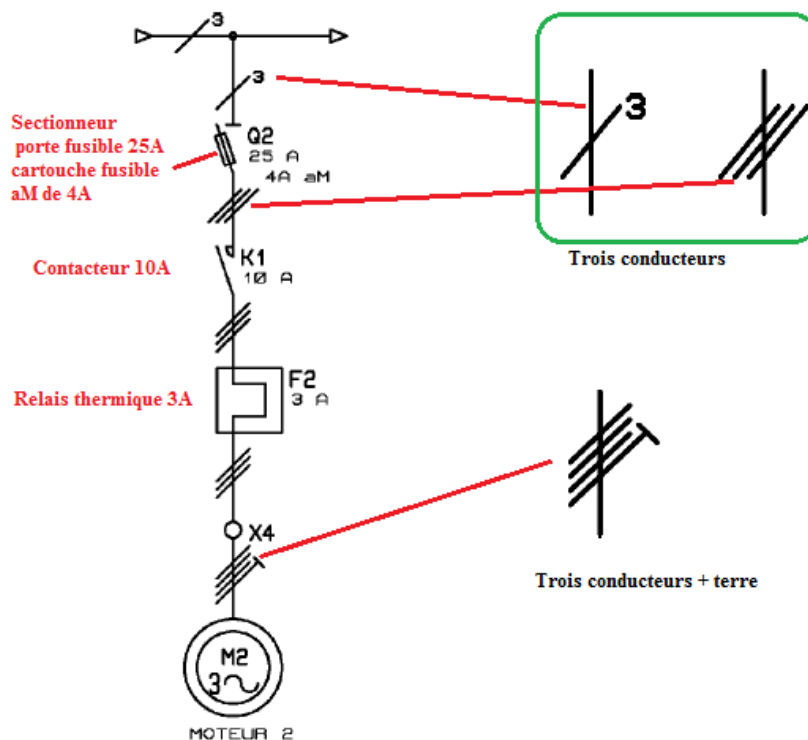 3
3
Sectionneur
porte fusible 25A
cartouche fusible
aM de 4A
Q2
25 A
4A aM
3
Trois conducteurs
Contacteur 10A
K1
10 A
Relais thermique 3A
F2
3 A
X4
Trois conducteurs + terre
M2
3
MOTEUR 2